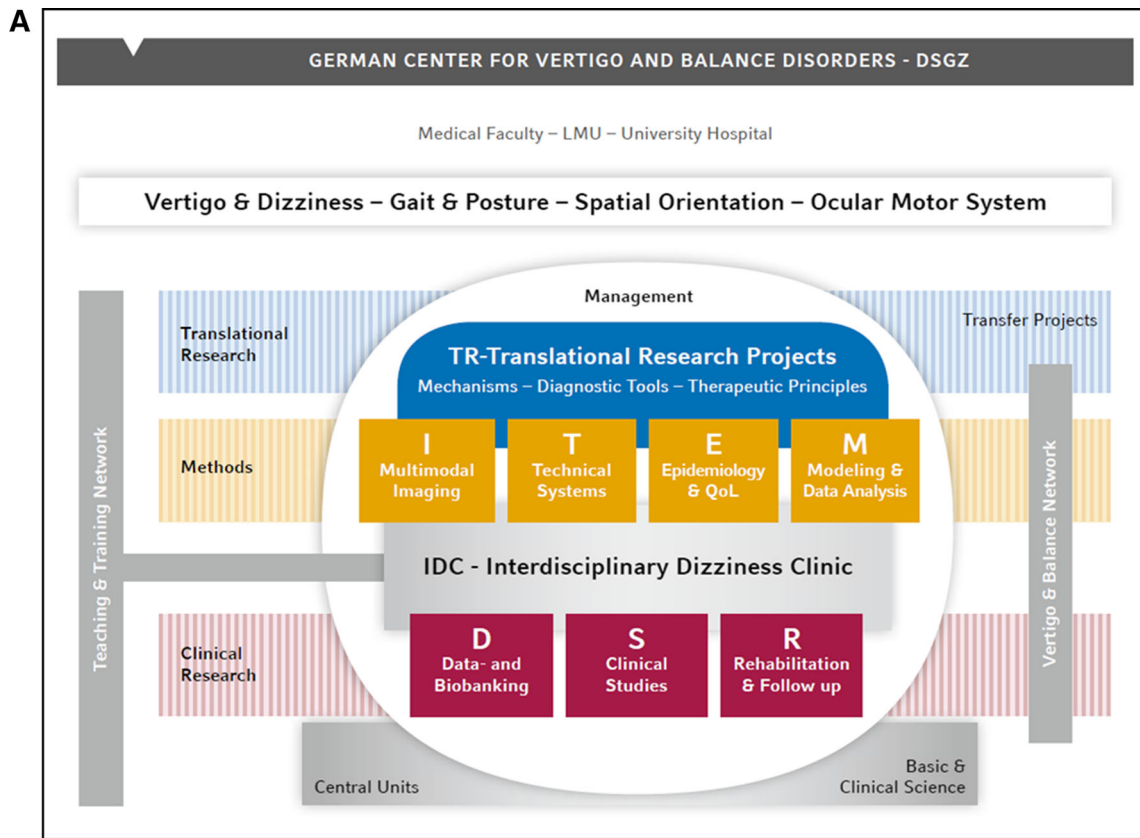 A
GERMAN CENTER FOR VERTIGO AND BALANCE DISORDERS - DSGZ
Medical Faculty – LMU – University Hospital
Vertigo & Dizziness – Gait & Posture – Spatial Orientation – Ocular Motor System
Management
Translational
Research
Transfer Projects
TR-Translational Research Projects
Mechanisms – Diagnostic Tools – Therapeutic Principles
Teaching & Training Network
Methods
I
Multimodal
Imaging
T
Technical
Systems
E
Epidemiology
& QoL
M
Modeling &
Data Analysis
Vertigo & Balance Network
IDC - Interdisciplinary Dizziness Clinic
Clinical
Research
D
Data- and
Biobanking
S
Clinical
Studies
R
Rehabilitation
& Follow up
Central Units
Basic &
Clinical Science